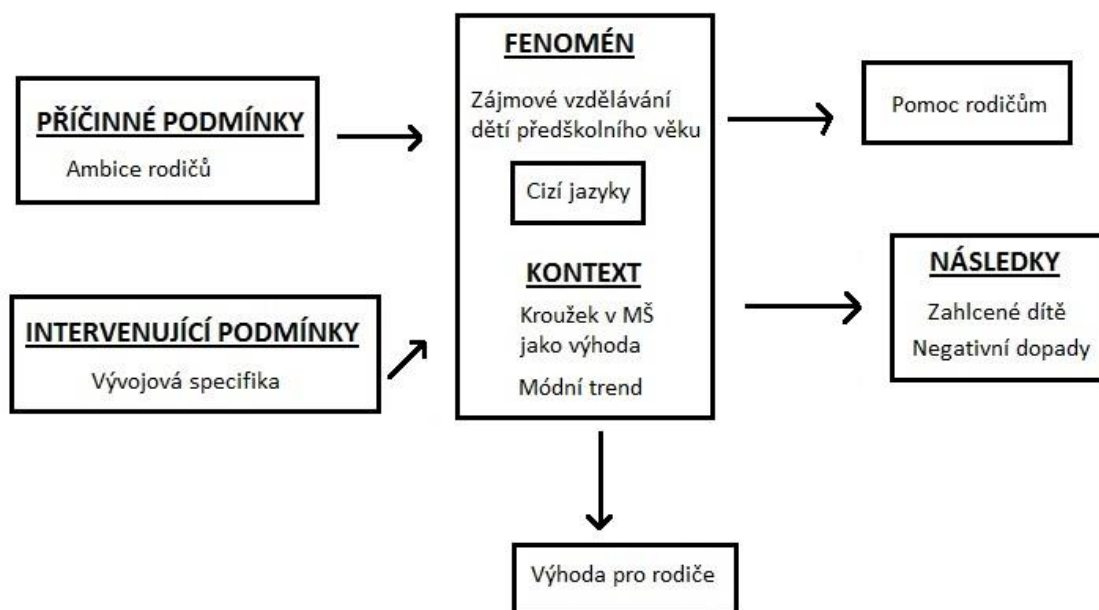 PŘÍČINNÉ PODMÍNKY
Ambice rodičů
INTERVENUJÍCÍ PODMÍNKY
Vývojová specifika
FENOMÉN
Zájmové vzdělávání
dětí předškolního věku
Cizí jazyky
KONTEXT
Kroužek v MŠ
jako výhoda
Módní trend
Pomoc rodičům
NÁSLEDKY
Zahlcené dítě
Negativní dopady
Výhoda pro rodiče